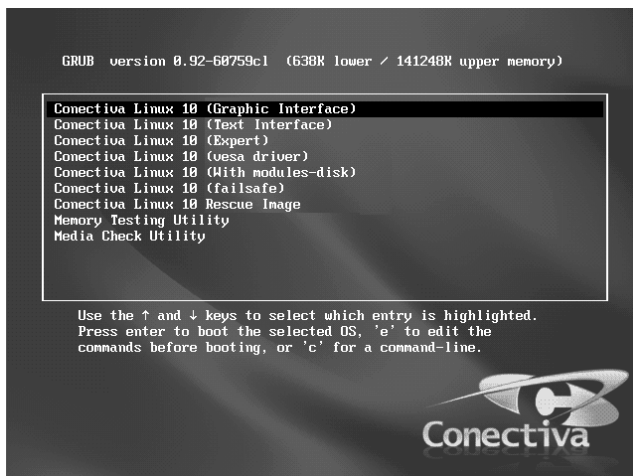 GRUB version 0.92-60759cl (638K lower / 141248K upper memory)
Conectiva Linux 10 (Graphic Interface)
Conectiva Linux 10 (Text Interface)
Conectiva Linux 10 (Expert)
Conectiva Linux 10 (vesa driver)
Conectiva Linux 10 (With modules-disk)
Conectiva Linux 10 (failsafe)
Conectiva Linux 10 Rescue Image
Memory Testing Utility
Media Check Utility
Use the ↑ and ↓ keys to select which entry is highlighted.
Press enter to boot the selected OS, 'e' to edit the
commands before booting, or 'c' for a command-line.
Conectiva